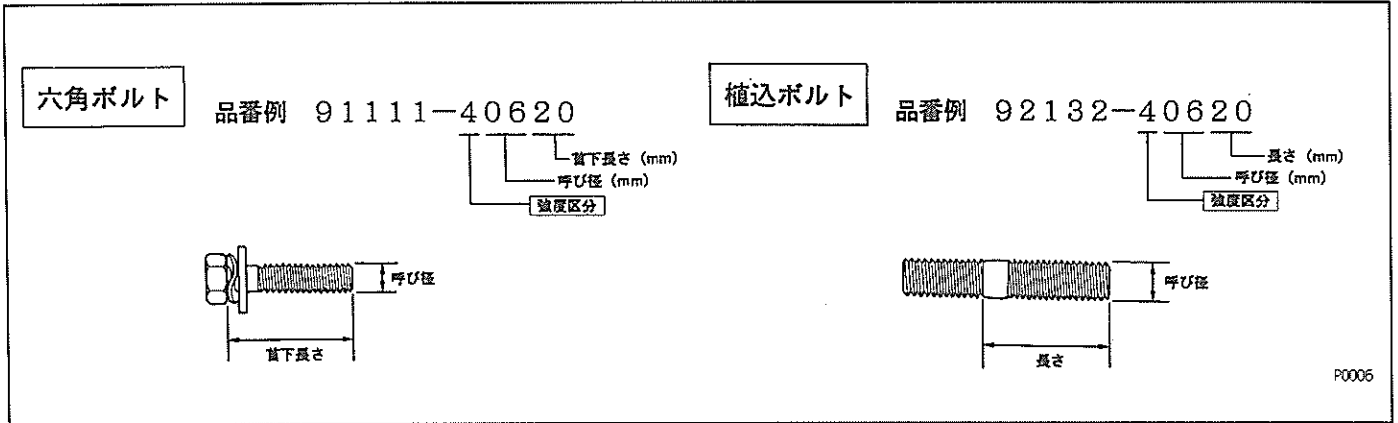 六角ボルト
品番例 91111-40620
首下長さ (mm)
呼び径 (mm)
強度区分
呼び径
首下長さ
植込ボルト
品番例 92132-40620
長さ (mm)
呼び径 (mm)
強度区分
呼び径
長さ
P0006